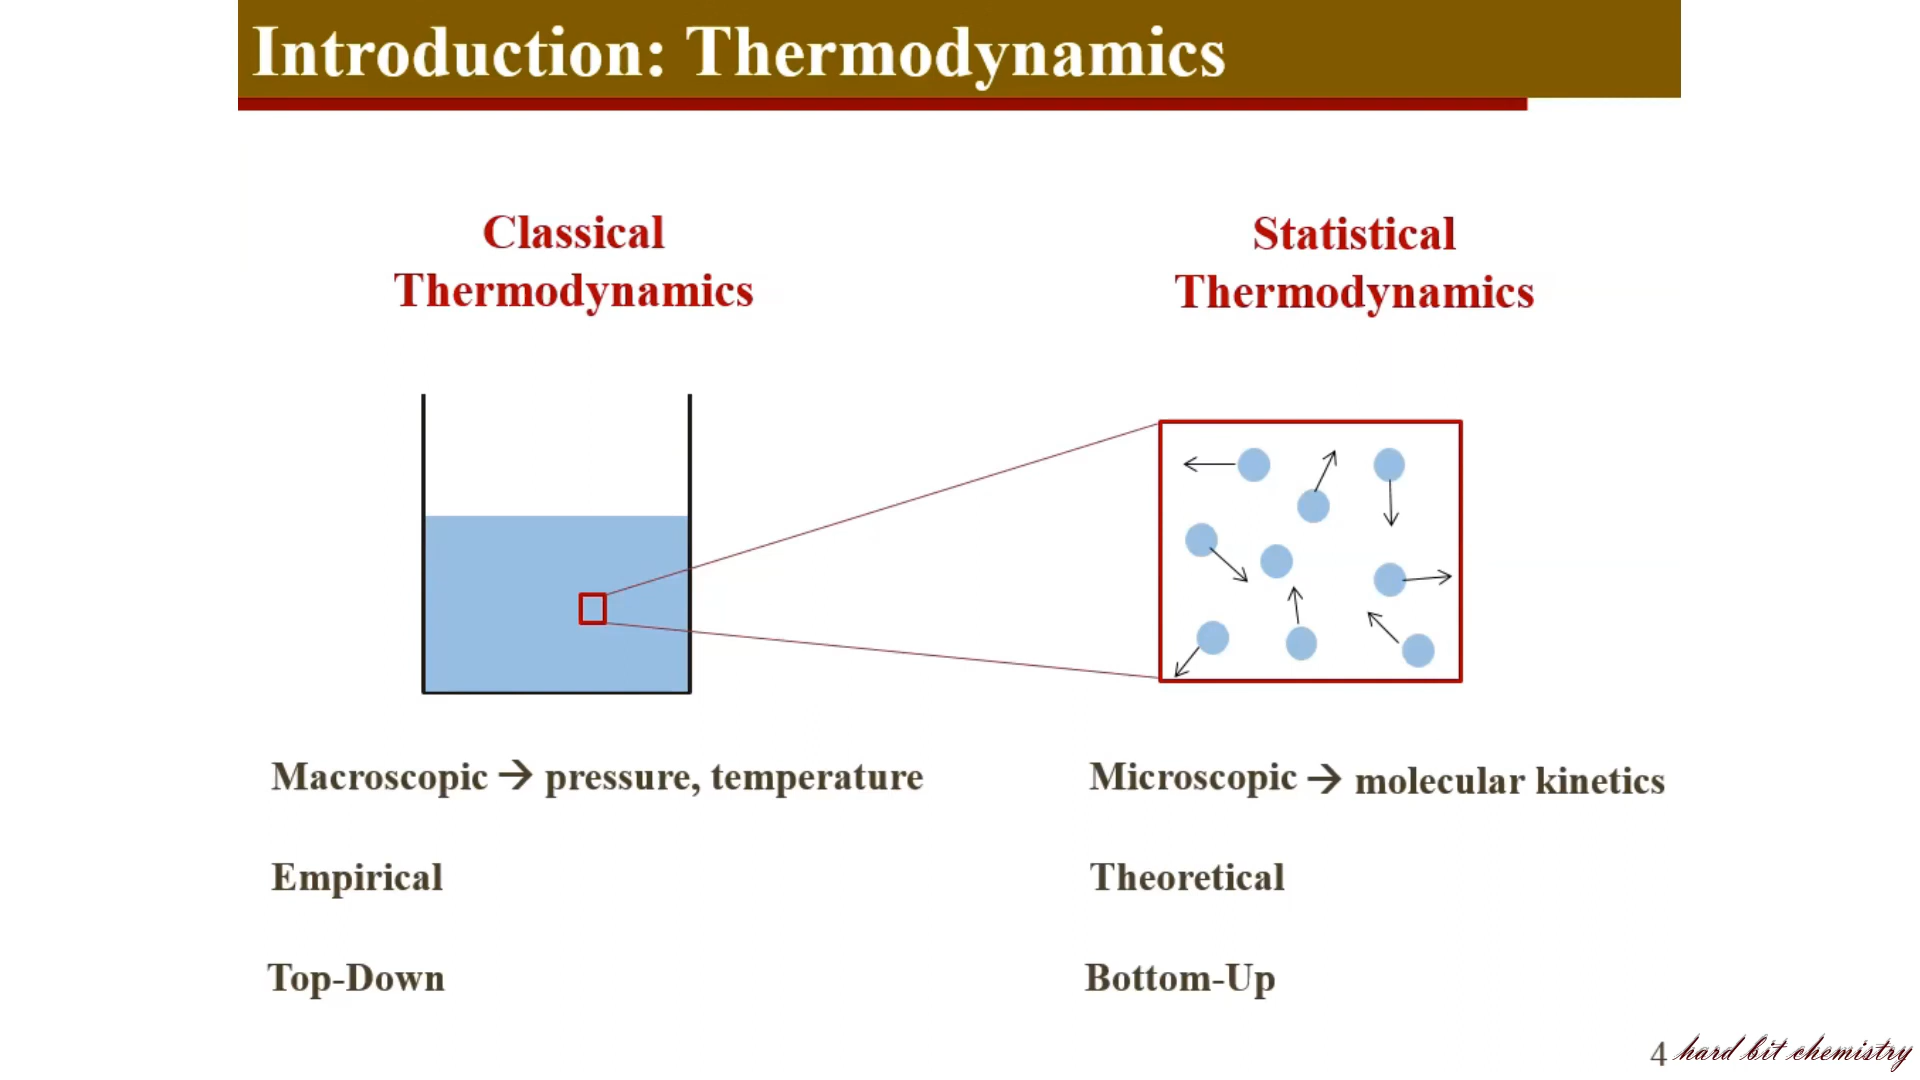 Introduction: Thermodynamics
Classical
Thermodynamics
Statistical
Thermodynamics
Macroscopic → pressure, temperature
Microscopic → molecular kinetics
Empirical
Theoretical
Top-Down
Bottom-Up
4
hard bit chemistry